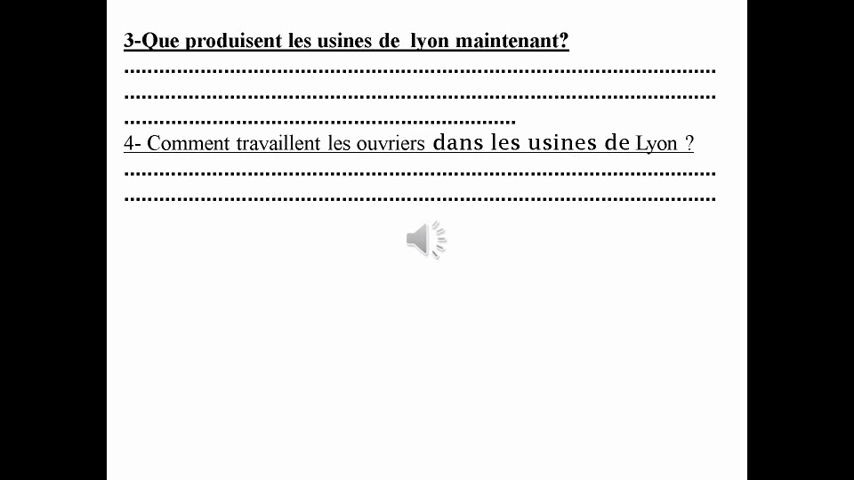 3-Que produisent les usines de lyon maintenant?
................................................................................................................
................................................................................................................
..........................................................................
4- Comment travaillent les ouvriers dans les usines de Lyon ?
................................................................................................................
................................................................................................................